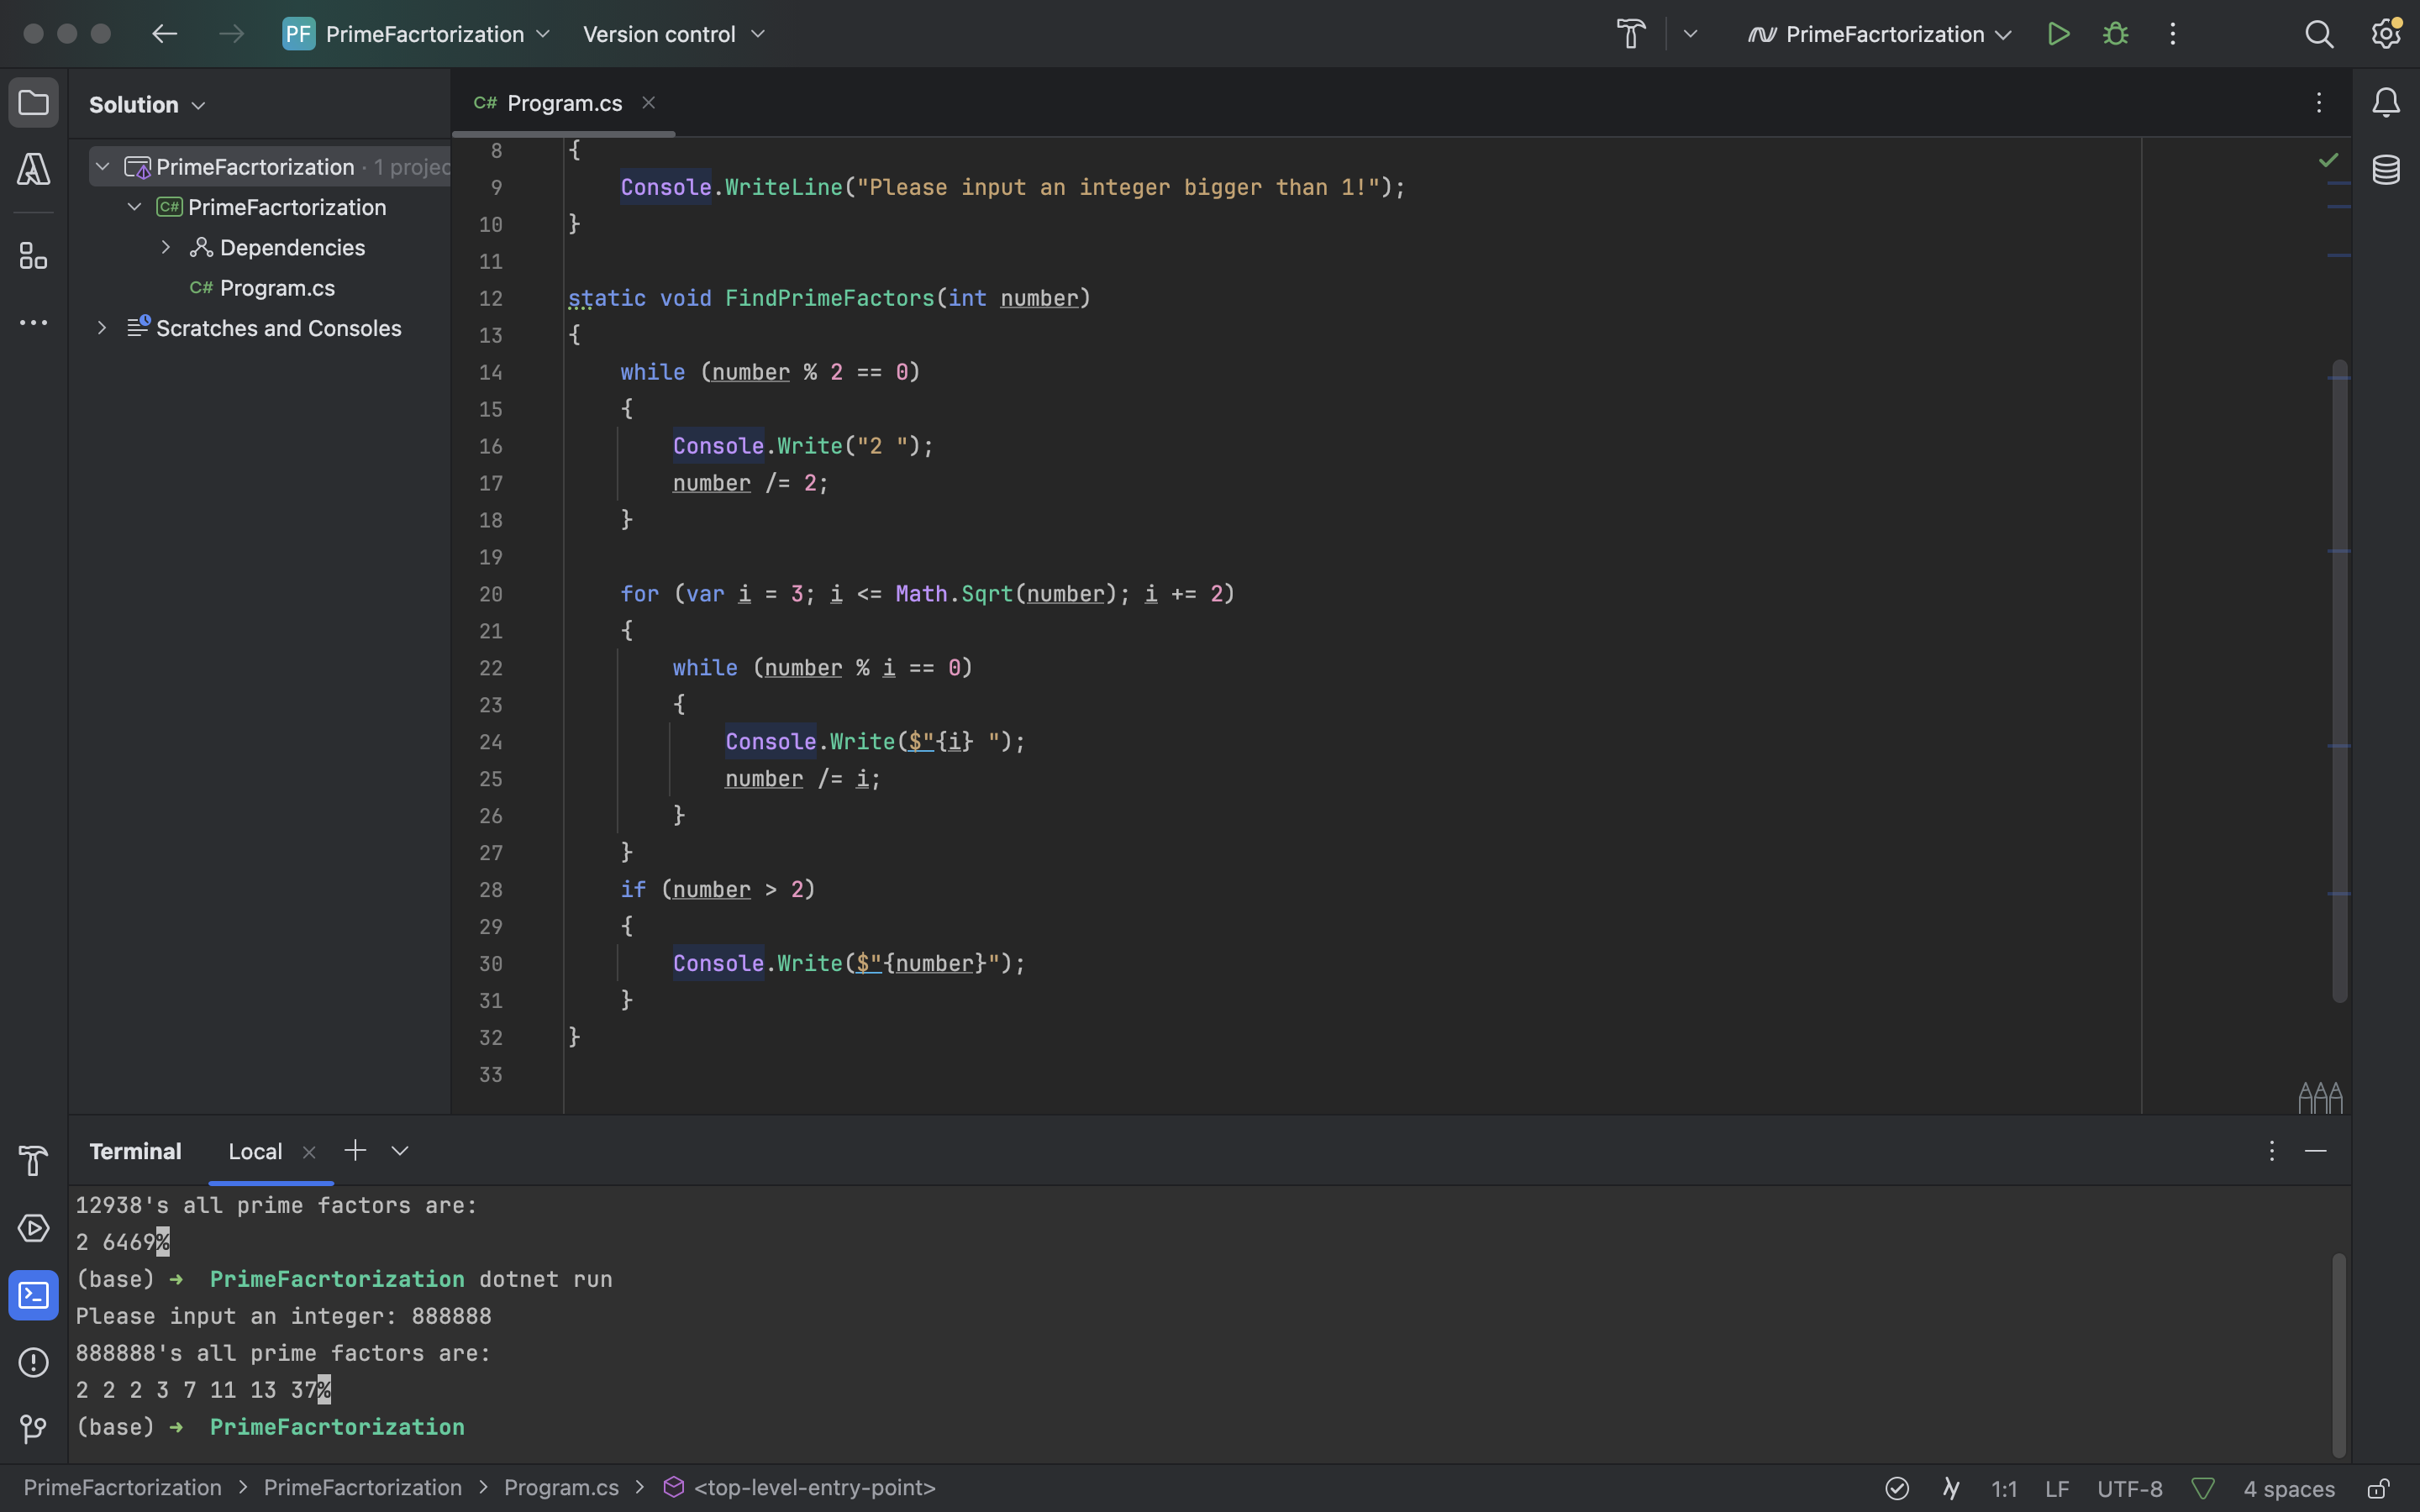 PF PrimeFacrtorization Version control PrimeFacrtorization
Solution
C# Program.cs
PrimeFacrtorization · 1 projec
C# PrimeFacrtorization
Dependencies
C# Program.cs
Scratches and Consoles
8 {
9 Console.WriteLine("Please input an integer bigger than 1!");
10 }
11
12 static void FindPrimeFactors(int number)
13 {
14 while (number % 2 == 0)
15 {
16 Console.Write("2 ");
17 number /= 2;
18 }
19
20 for (var i = 3; i <= Math.Sqrt(number); i += 2)
21 {
22 while (number % i == 0)
23 {
24 Console.Write($"{i} ");
25 number /= i;
26 }
27 }
28 if (number > 2)
29 {
30 Console.Write($"{number}");
31 }
32 }
33
Terminal Local
12938's all prime factors are:
2 6469%
(base) ➜ PrimeFacrtorization dotnet run
Please input an integer: 888888
888888's all prime factors are:
2 2 2 3 7 11 13 37%
(base) ➜ PrimeFacrtorization
PrimeFacrtorization > PrimeFacrtorization > Program.cs > <top-level-entry-point> 1:1 LF UTF-8 4 spaces